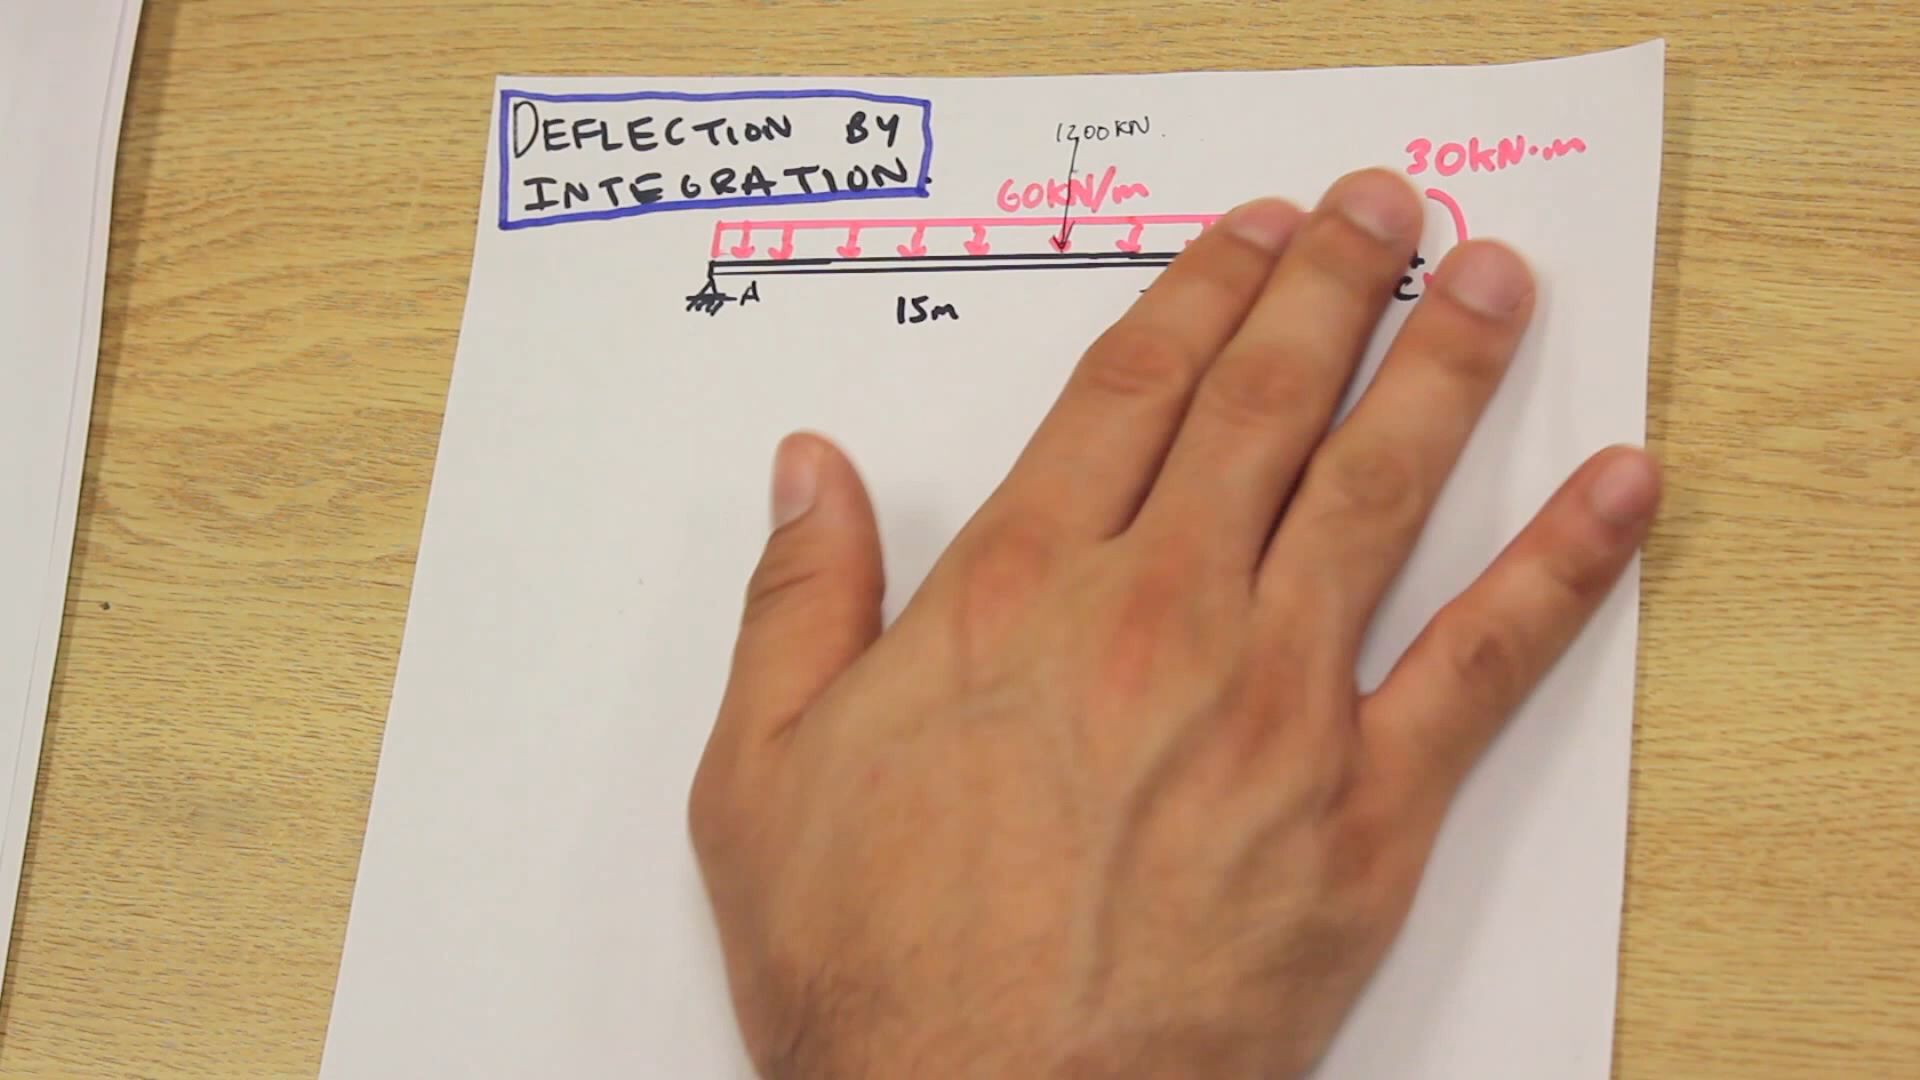 DEFLECTION BY
INTEGRATION.
1200KN.
60KN/m
30KN.m
A
15m
C